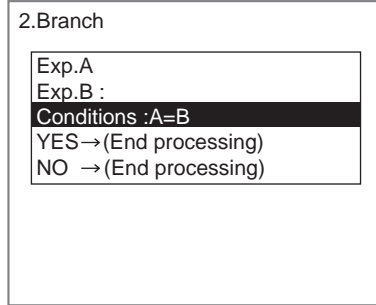 2.Branch
Exp.A
Exp.B :
Conditions :A=B
YES→(End processing)
NO →(End processing)